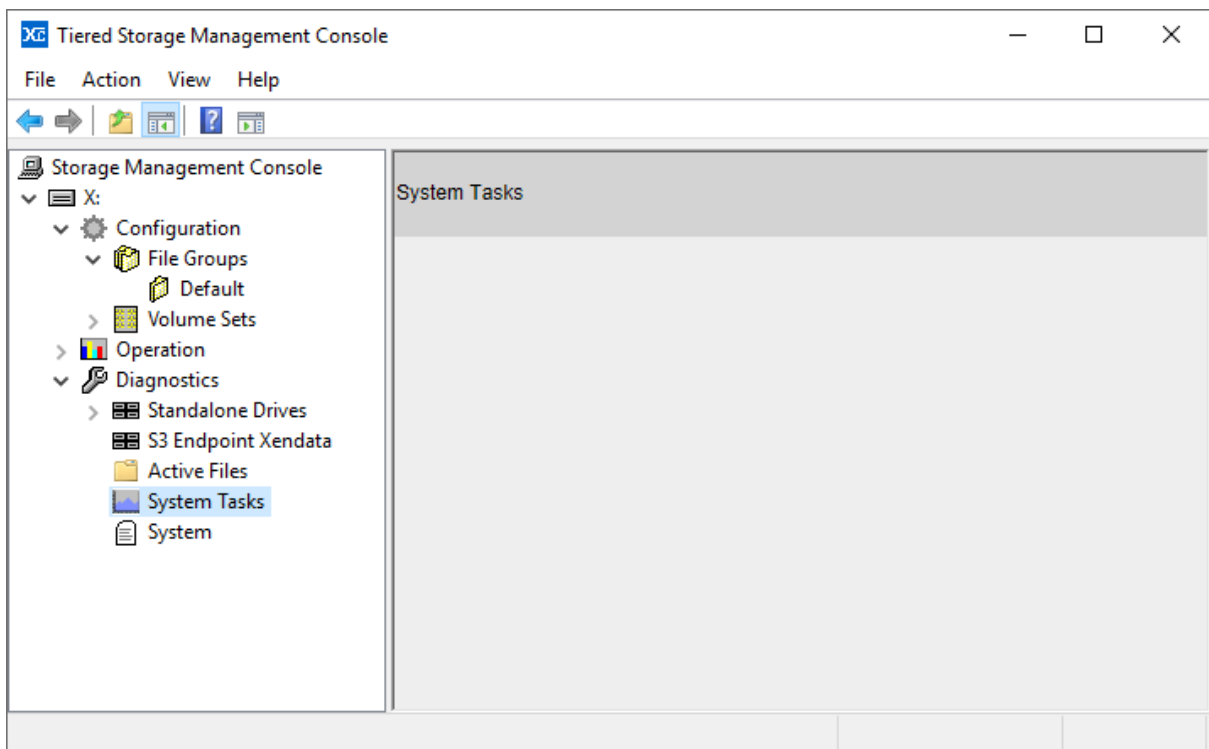 XC Tiered Storage Management Console
File Action View Help
?
Storage Management Console
X:
Configuration
File Groups
Default
Volume Sets
Operation
Diagnostics
Standalone Drives
S3 Endpoint Xendata
Active Files
System Tasks
System
System Tasks